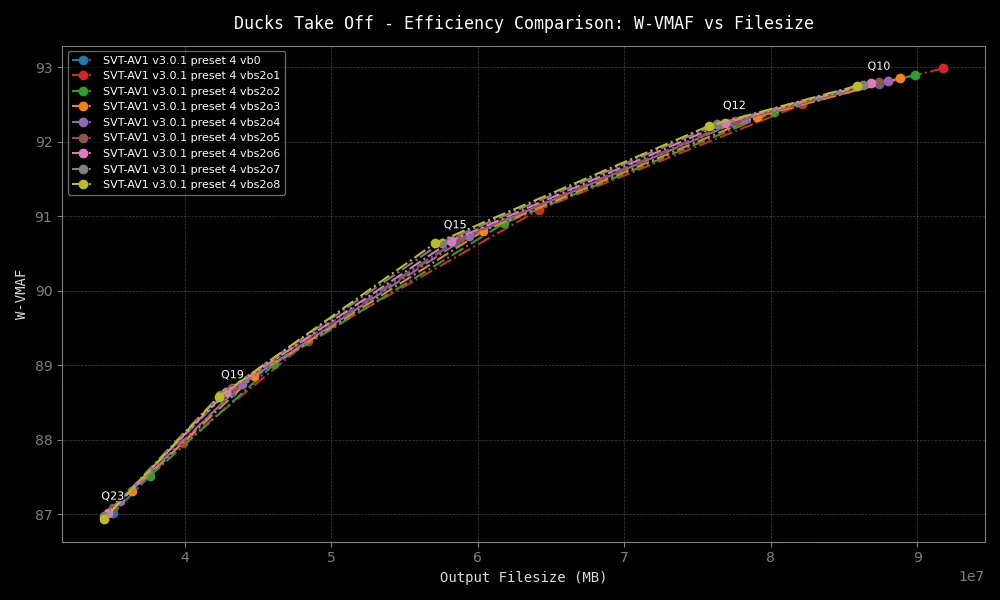 Ducks Take Off - Efficiency Comparison: W-VMAF vs Filesize
SVT-AV1 v3.0.1 preset 4 vb0
SVT-AV1 v3.0.1 preset 4 vbs2o1
SVT-AV1 v3.0.1 preset 4 vbs2o2
SVT-AV1 v3.0.1 preset 4 vbs2o3
SVT-AV1 v3.0.1 preset 4 vbs2o4
SVT-AV1 v3.0.1 preset 4 vbs2o5
SVT-AV1 v3.0.1 preset 4 vbs2o6
SVT-AV1 v3.0.1 preset 4 vbs2o7
SVT-AV1 v3.0.1 preset 4 vbs2o8
Q10
Q12
Q15
Q19
Q23
93
92
91
90
89
88
87
W-VMAF
4 5 6 7 8 9
1e7
Output Filesize (MB)